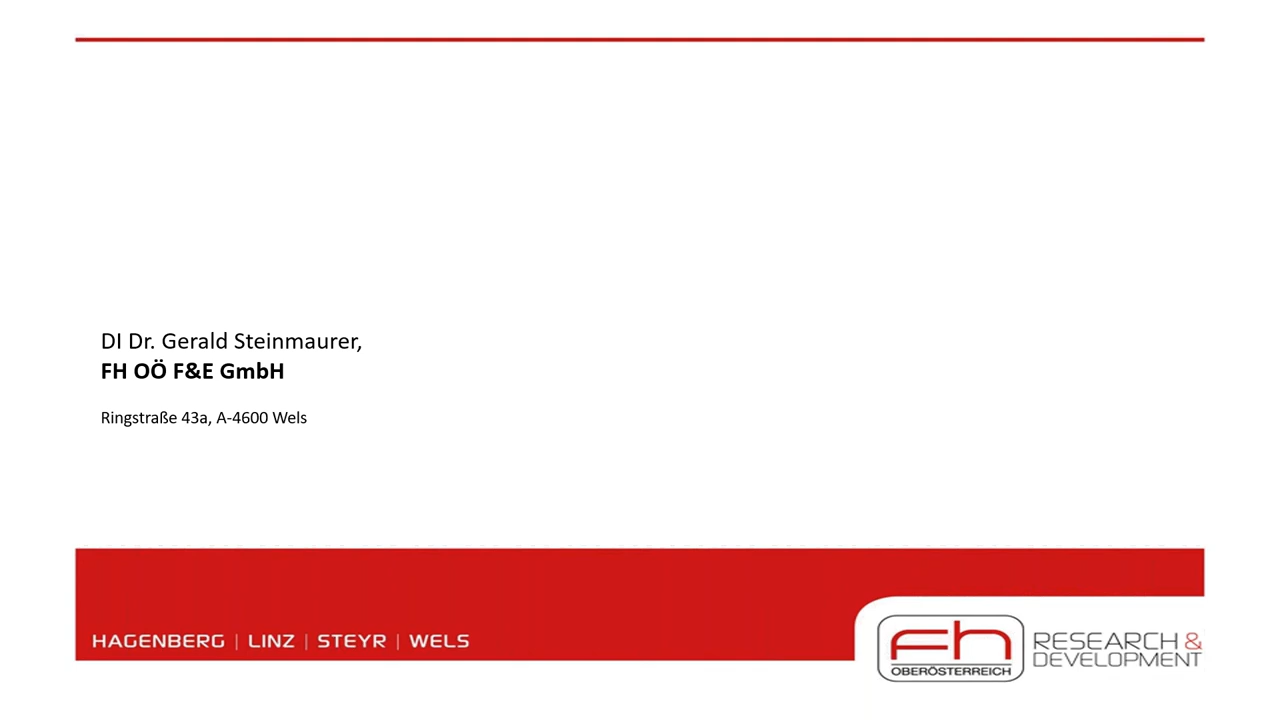 DI Dr. Gerald Steinmaurer,
FH OÖ F&E GmbH
Ringstraße 43a, A-4600 Wels
HAGENBERG | LINZ | STEYR | WELS
fh
OBERÖSTERREICH
RESEARCH &
DEVELOPMENT